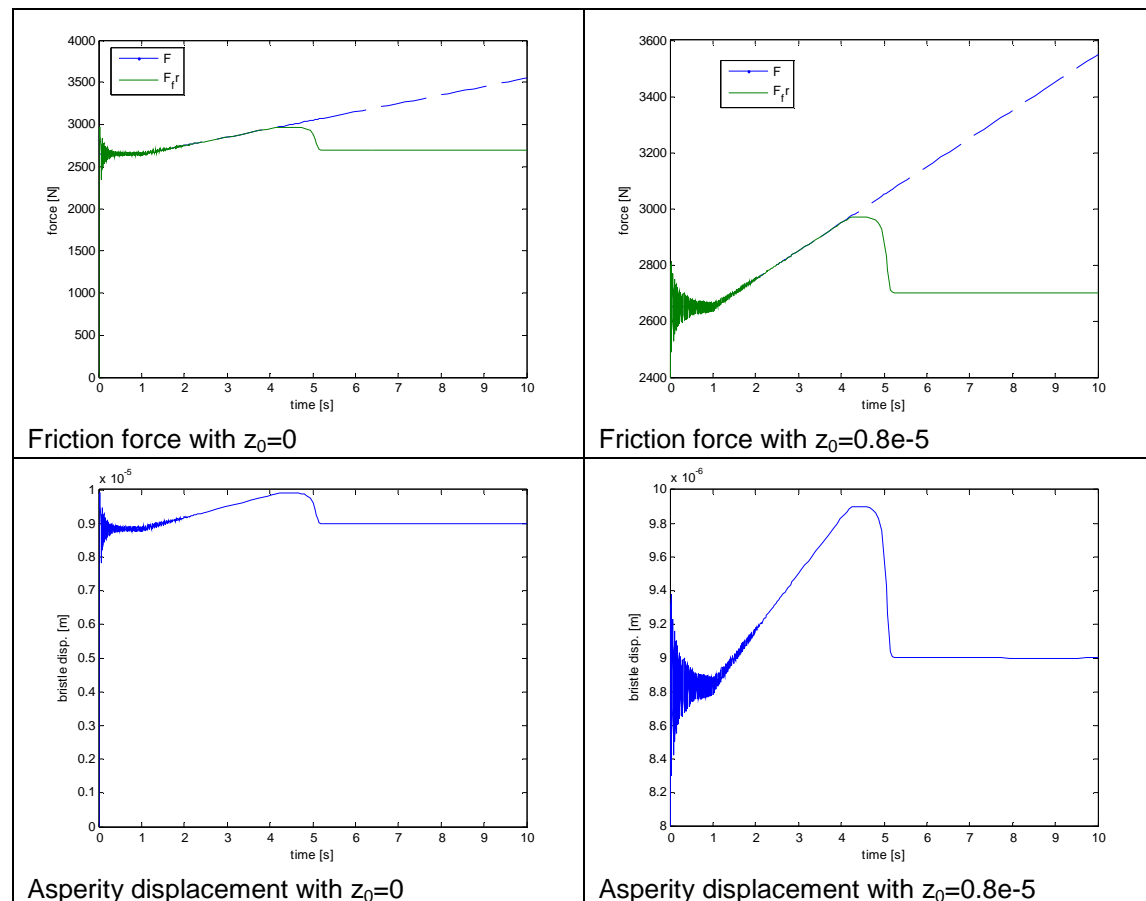 4000
3500
3000
2500
2000
1500
1000
500
0
force [N]
F
F_fr
0 1 2 3 4 5 6 7 8 9 10
time [s]
Friction force with z₀=0
3600
3400
3200
3000
2800
2600
2400
force [N]
F
F_fr
0 1 2 3 4 5 6 7 8 9 10
time [s]
Friction force with z₀=0.8e-5
x 10⁻⁵
1
0.9
0.8
0.7
0.6
0.5
0.4
0.3
0.2
0.1
0
bristle disp. [m]
0 1 2 3 4 5 6 7 8 9 10
time [s]
Asperity displacement with z₀=0
x 10⁻⁶
10
9.8
9.6
9.4
9.2
9
8.8
8.6
8.4
8.2
8
bristle disp. [m]
0 1 2 3 4 5 6 7 8 9 10
time [s]
Asperity displacement with z₀=0.8e-5